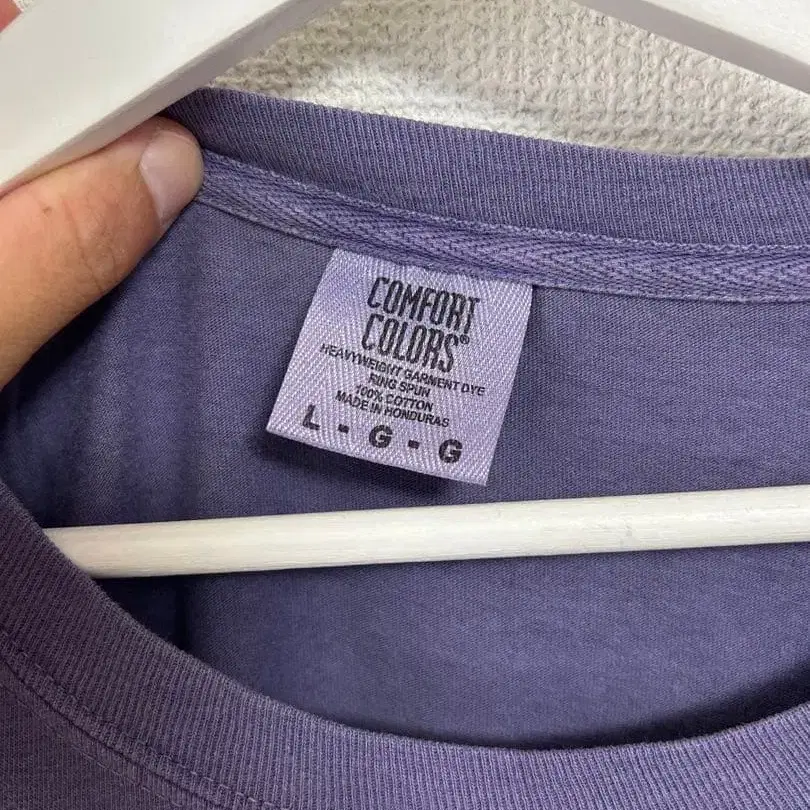 COMFORT
COLORS®
HEAVYWEIGHT GARMENT DYE
RING SPUN
100% COTTON
MADE IN HONDURAS
L - G - G